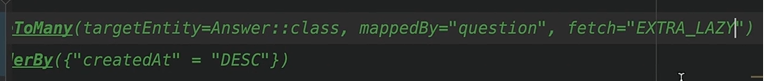 ToMany(targetEntity=Answer::class, mappedBy="question", fetch="EXTRA_LAZY")
erBy({"createdAt" = "DESC"})